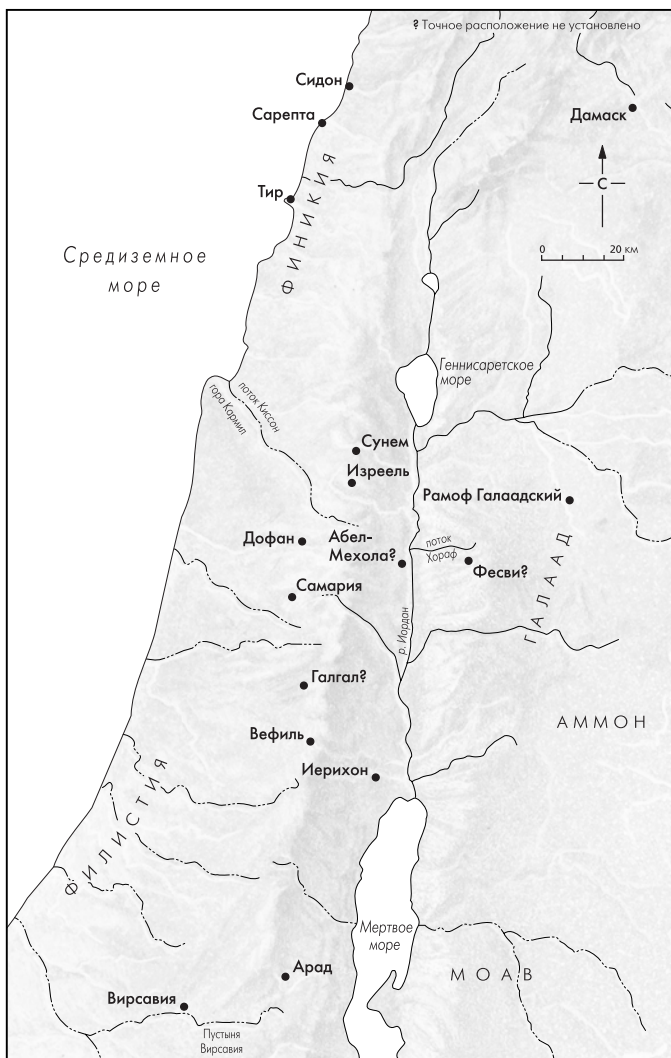 ? Точное расположение не установлено
Сидон
Сарепта
Дамаск
Тир
ФИНИКИЯ
С
0 20 км
Средиземное
море
Геннисаретское
море
поток Киссон
гора Кармил
Сунем
Изреель
Рамоф Галаадский
Дофан
Абел-
Мехола?
поток
Хораф
Фесви?
ГАЛААД
Самария
р. Иордан
Галгал?
АММОН
Вефиль
Иерихон
ФИЛИСТИЯ
Мертвое
море
Арад
МОАВ
Вирсавия
Пустыня
Вирсавия